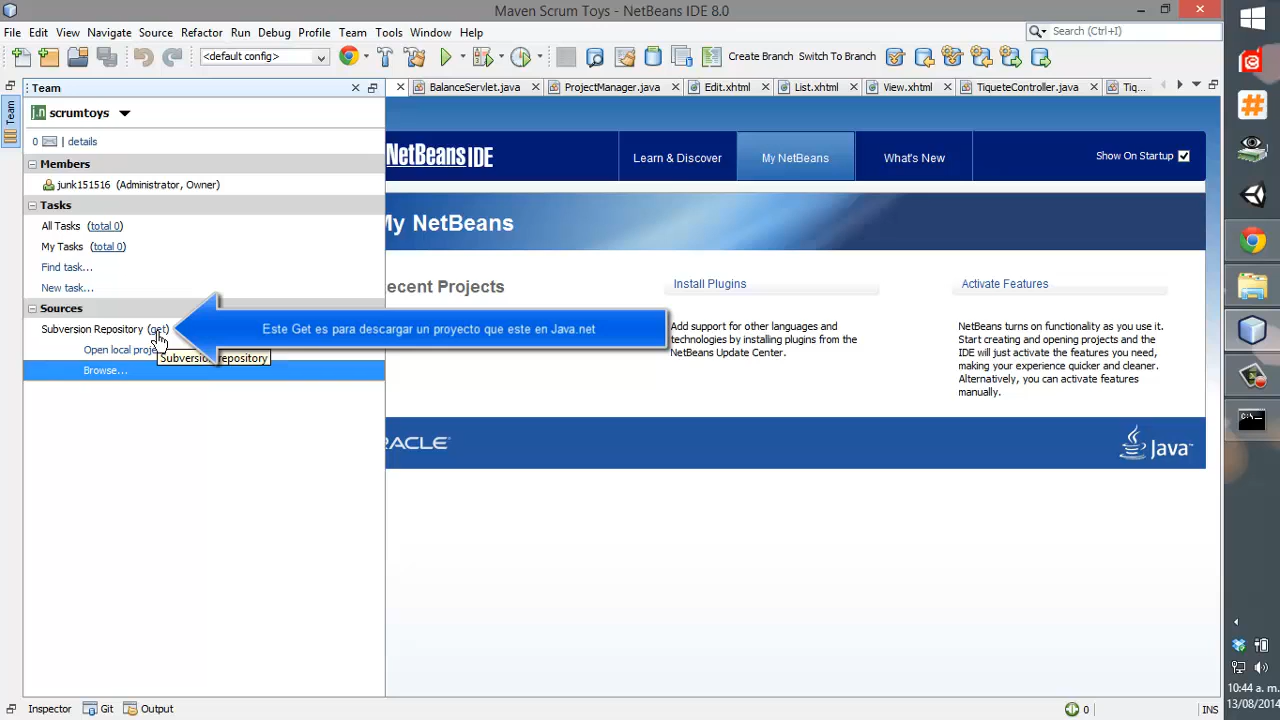 Maven Scrum Toys - NetBeans IDE 8.0
File Edit View Navigate Source Refactor Run Debug Profile Team Tools Window Help
Search (Ctrl+I)
<default config>
Create Branch Switch To Branch
Team
BalanceServlet.java
ProjectManager.java
Edit.xhtml
List.xhtml
View.xhtml
TiqueteController.java
Tiq...
Team
scrumtoys
0 | details
Members
junk151516 (Administrator, Owner)
Tasks
All Tasks (total 0)
My Tasks (total 0)
Find task...
New task...
Sources
Subversion Repository (get)
Open local proje
Subversion repository
Browse...
Este Get es para descargar un proyecto que este en Java.net
NetBeans IDE
Learn & Discover
My NetBeans
What's New
Show On Startup
My NetBeans
ecent Projects
Install Plugins
Add support for other languages and
technologies by installing plugins from the
NetBeans Update Center.
Activate Features
NetBeans turns on functionality as you use it.
Start creating and opening projects and the
IDE will just activate the features you need,
making your experience quicker and cleaner.
Alternatively, you can activate features
manually.
RACLE
Java
Inspector
Git
Output
0
INS
10:44 a. m.
13/08/2014